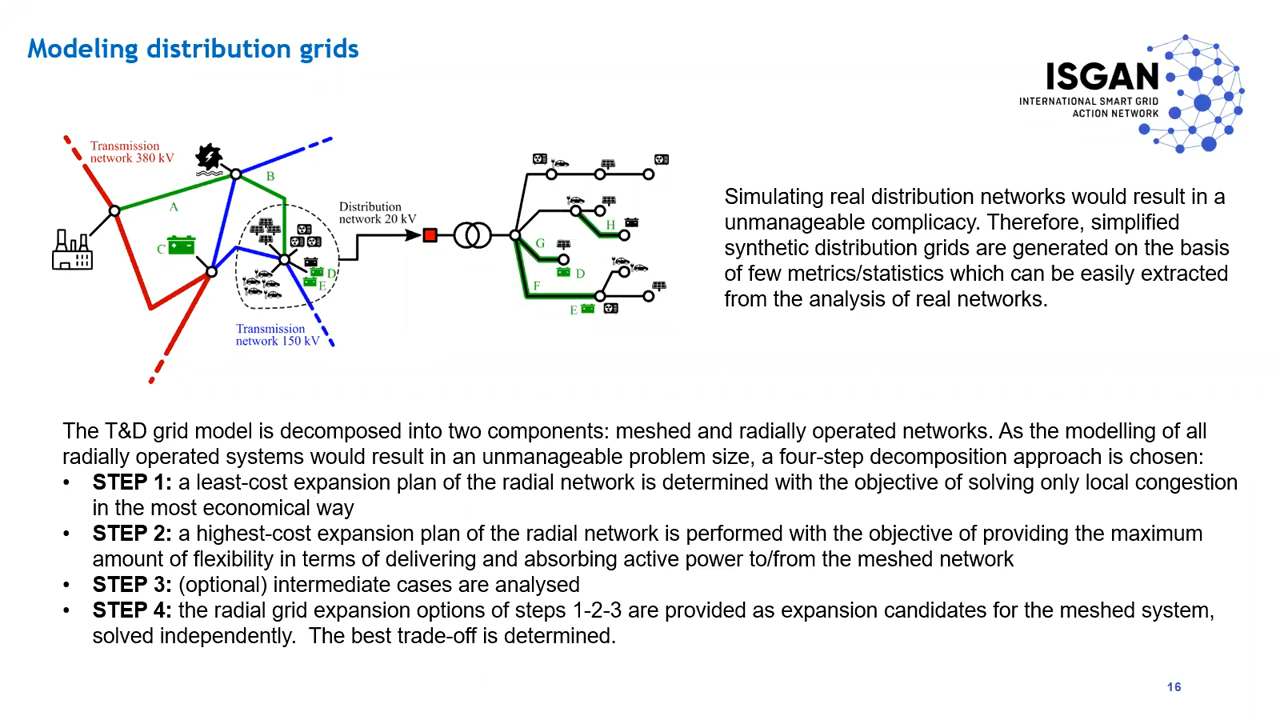 Modeling distribution grids
ISGAN
INTERNATIONAL SMART GRID
ACTION NETWORK
Transmission
network 380 kV
A
B
C
D
E
Transmission
network 150 kV
Distribution
network 20 kV
H
G
D
F
E
Simulating real distribution networks would result in a
unmanageable complicacy. Therefore, simplified
synthetic distribution grids are generated on the basis
of few metrics/statistics which can be easily extracted
from the analysis of real networks.
The T&D grid model is decomposed into two components: meshed and radially operated networks. As the modelling of all
radially operated systems would result in an unmanageable problem size, a four-step decomposition approach is chosen:
• STEP 1: a least-cost expansion plan of the radial network is determined with the objective of solving only local congestion
in the most economical way
• STEP 2: a highest-cost expansion plan of the radial network is performed with the objective of providing the maximum
amount of flexibility in terms of delivering and absorbing active power to/from the meshed network
• STEP 3: (optional) intermediate cases are analysed
• STEP 4: the radial grid expansion options of steps 1-2-3 are provided as expansion candidates for the meshed system,
solved independently.  The best trade-off is determined.
16